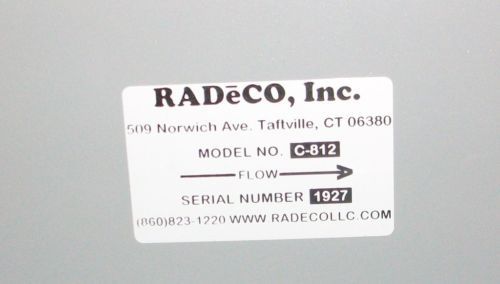 RADēCO, Inc.
509 Norwich Ave. Taftville, CT 06380
MODEL NO. C-812
FLOW
SERIAL NUMBER 1927
(860)823-1220 WWW.RADECOLLC.COM